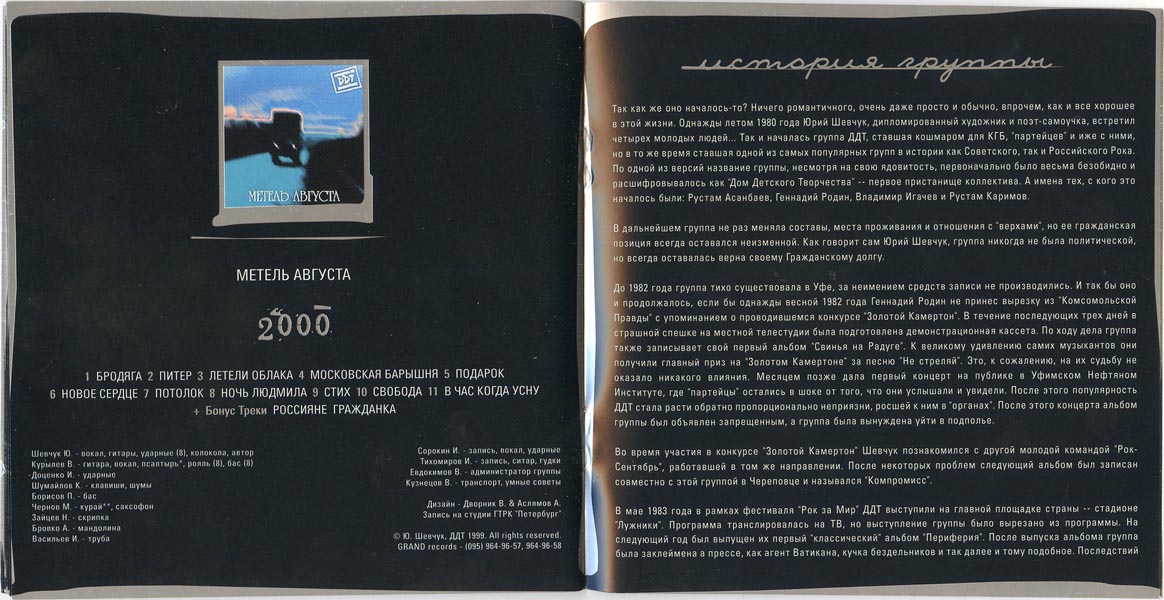 ДДТ
МЕТЕЛЬ АВГУСТА
МЕТЕЛЬ АВГУСТА
2000
1 БРОДЯГА 2 ПИТЕР 3 ЛЕТЕЛИ ОБЛАКА 4 МОСКОВСКАЯ БАРЫШНЯ 5 ПОДАРОК
6 НОВОЕ СЕРДЦЕ 7 ПОТОЛОК 8 НОЧЬ ЛЮДМИЛА 9 СТИХ 10 СВОБОДА 11 В ЧАС КОГДА УСНУ
+ Бонус Треки РОССИЯНЕ ГРАЖДАНКА
Шевчук Ю. - вокал, гитары, ударные (8), колокола, автор
Курылев В. - гитара, вокал, псалтырь*, рояль (8), бас (8)
Доценко И. - ударные
Шумайлов К. - клавиши, шумы
Борисов П. - бас
Чернов М. - курай**, саксофон
Зайцев Н. - скрипка
Бровко А. - мандолина
Васильев И. - труба
Сорокин И. - запись, вокал, ударные
Тихомиров И. - запись, ситар, гудки
Евдокимов В. - администратор группы
Кузнецов В. - транспорт, умные советы
Дизайн - Дворник В. & Аслямов А.
Запись на студии ГТРК "Петербург"
© Ю. Шевчук, ДДТ 1999. All rights reserved.
GRAND records - (095) 964-96-57, 964-96-58
история группы
Так как же оно началось-то? Ничего романтичного, очень даже просто и обычно, впрочем, как и все хорошее
в этой жизни. Однажды летом 1980 года Юрий Шевчук, дипломированный художник и поэт-самоучка, встретил
четырех молодых людей... Так и началась группа ДДТ, ставшая кошмаром для КГБ, "партейцев" и иже с ними,
но в то же время ставшая одной из самых популярных групп в истории как Советского, так и Российского Рока.
По одной из версий название группы, несмотря на свою ядовитость, первоначально было весьма безобидно и
расшифровывалось как "Дом Детского Творчества" -- первое пристанище коллектива. А имена тех, с кого это
началось были: Рустам Асанбаев, Геннадий Родин, Владимир Игачев и Рустам Каримов.
В дальнейшем группа не раз меняла составы, места проживания и отношения с "верхами", но ее гражданская
позиция всегда оставался неизменной. Как говорит сам Юрий Шевчук, группа никогда не была политической,
но всегда оставалась верна своему Гражданскому долгу.
До 1982 года группа тихо существовала в Уфе, за неимением средств записи не производились. И так бы оно
и продолжалось, если бы однажды весной 1982 года Геннадий Родин не принес вырезку из "Комсомольской
Правды" с упоминанием о проводившемся конкурсе "Золотой Камертон". В течение последующих трех дней в
страшной спешке на местной телестудии была подготовлена демонстрационная кассета. По ходу дела группа
также записывает свой первый альбом "Свинья на Радуге". К великому удивлению самих музыкантов они
получили главный приз на "Золотом Камертоне" за песню "Не стреляй". Это, к сожалению, на их судьбу не
оказало никакого влияния. Месяцем позже дала первый концерт на публике в Уфимском Нефтяном
Институте, где "партейцы" остались в шоке от того, что они услышали и увидели. После этого популярность
ДДТ стала расти обратно пропорционально неприязни, росшей к ним в "органах". После этого концерта альбом
группы был объявлен запрещенным, а группа была вынуждена уйти в подполье.
Во время участия в конкурсе "Золотой Камертон" Шевчук познакомился с другой молодой командой "Рок-
Сентябрь", работавшей в том же направлении. После некоторых проблем следующий альбом был записан
совместно с этой группой в Череповце и назывался "Компромисс".
В мае 1983 года в рамках фестиваля "Рок за Мир" ДДТ выступили на главной площадке страны -- стадионе
"Лужники". Программа транслировалась на ТВ, но выступление группы было вырезано из программы. На
следующий год был выпущен их первый "классический" альбом "Периферия". После выпуска альбома группа
была заклеймена а прессе, как агент Ватикана, кучка бездельников и так далее и тому подобное. Последствий